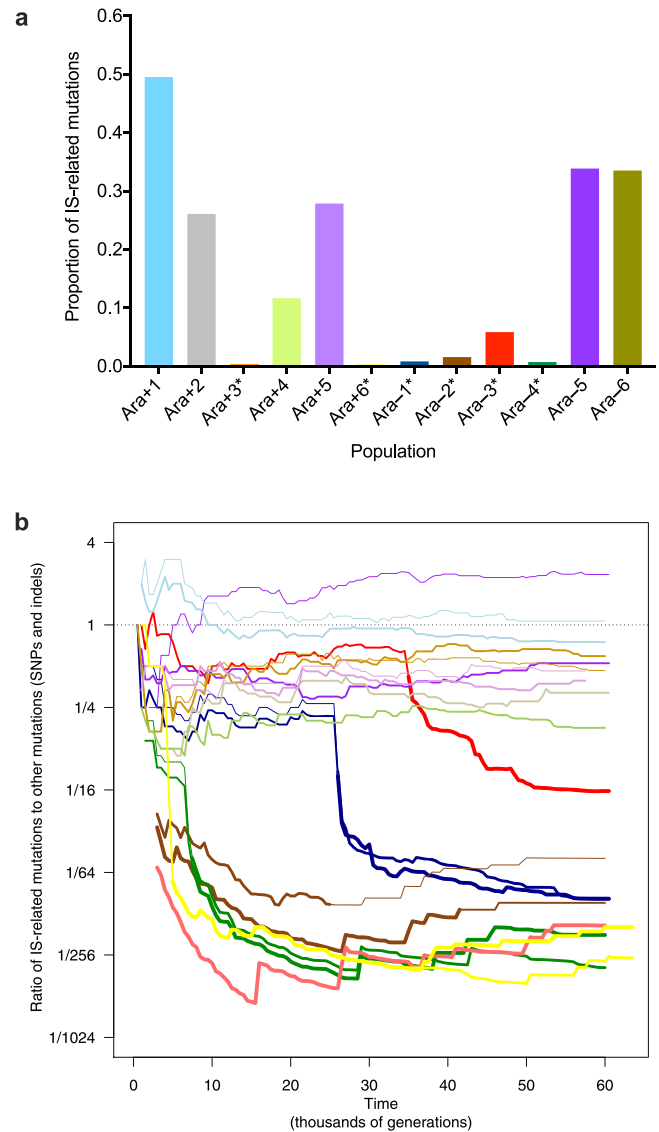 a
Proportion of IS-related mutations
0.6
0.5
0.4
0.3
0.2
0.1
0.0
Ara+1
Ara+2
Ara+3*
Ara+4
Ara+5
Ara+6*
Ara–1*
Ara–2*
Ara–3*
Ara–4*
Ara–5
Ara–6
Population
b
Ratio of IS-related mutations to other mutations (SNPs and indels)
4
1
1/4
1/16
1/64
1/256
1/1024
0
10
20
30
40
50
60
Time
(thousands of generations)